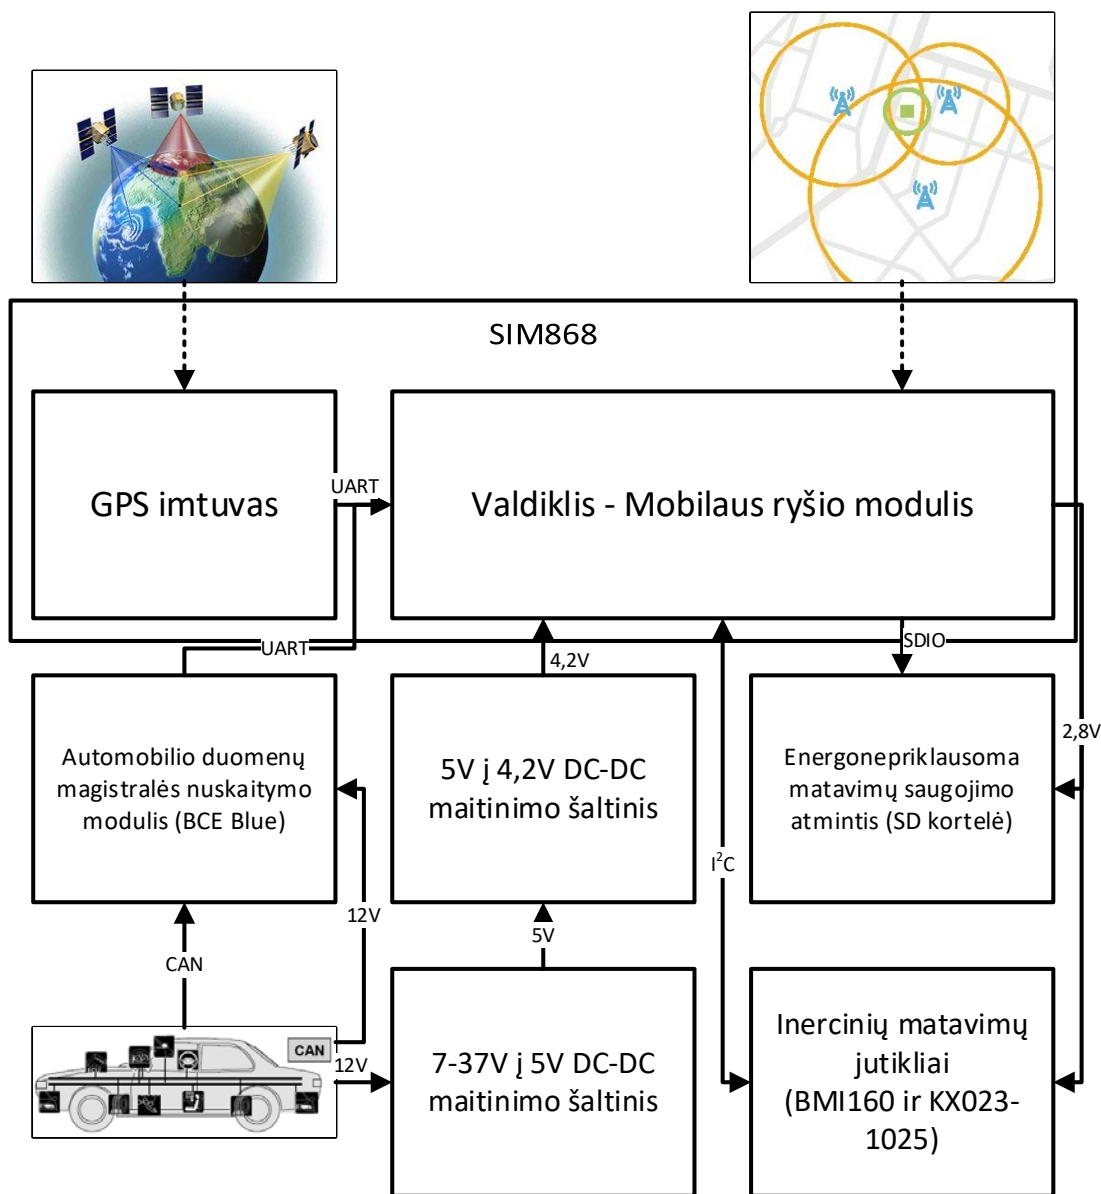 SIM868
GPS imtuvas
UART
Valdiklis - Mobilaus ryšio modulis
UART
4,2V
SDIO
Automobilio duomenų
magistralės nuskaitymo
modulis (BCE Blue)
5V į 4,2V DC-DC
maitinimo šaltinis
Energonepriklausoma
matavimų saugojimo
atmintis (SD kortelė)
2,8V
I²C
12V
5V
CAN
CAN
12V
7-37V į 5V DC-DC
maitinimo šaltinis
Inercinių matavimų
jutikliai
(BMI160 ir KX023-
1025)